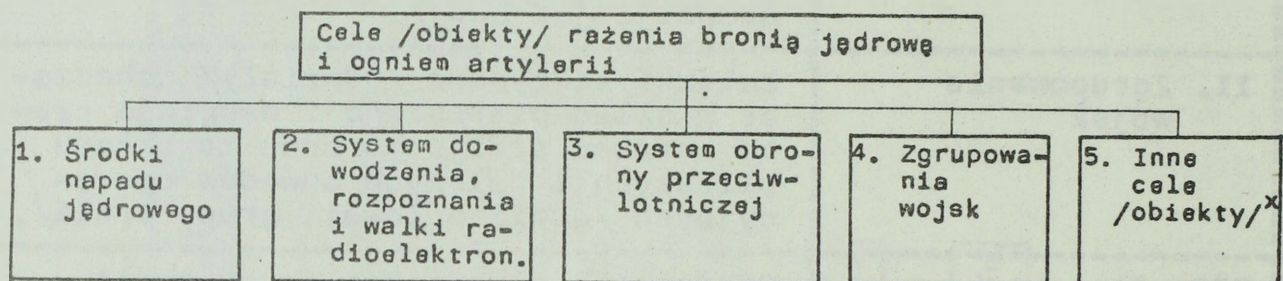 Cele /obiekty/ rażenia bronią jędrową
i ogniem artylerii
1. Środki
napadu
jędrowego
2. System do-
wodzenia,
rozpoznania
i walki ra-
dioelektron.
3. System obro-
ny przeciw-
lotniczej
4. Zgrupowa-
nia
wojsk
5. Inne
cele
/obiekty/x